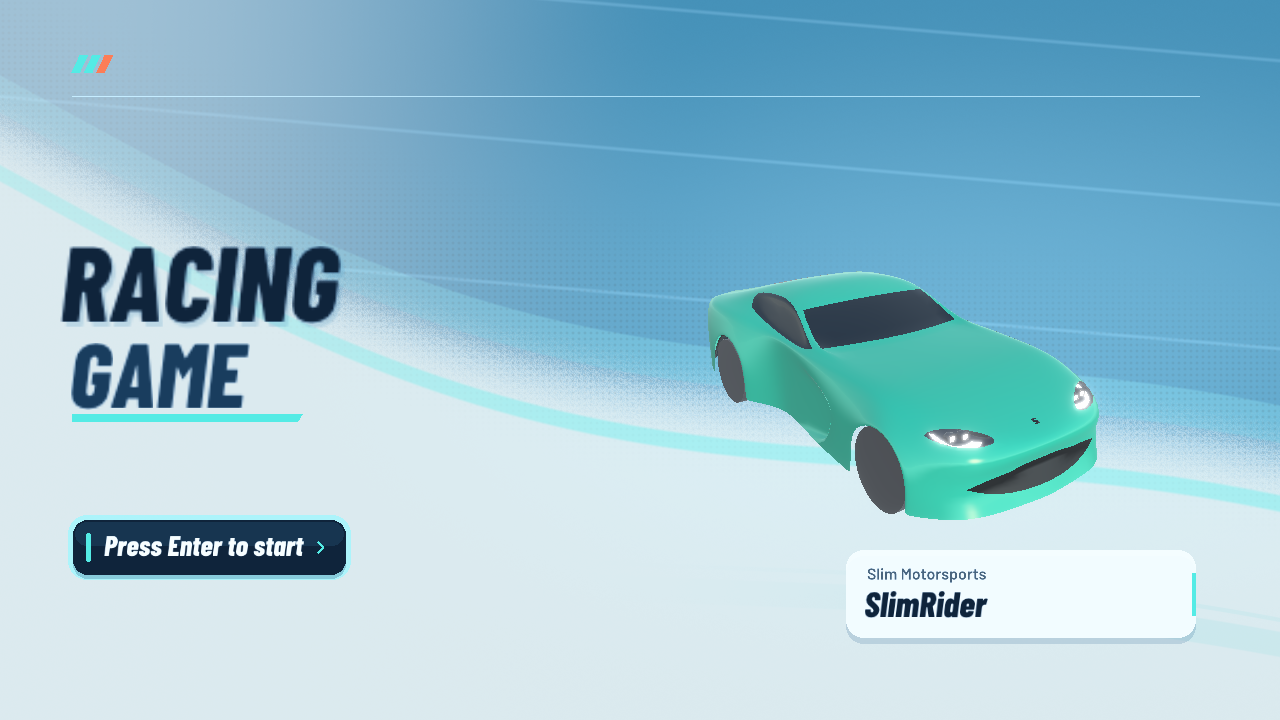 RACING
GAME
Press Enter to start
Slim Motorsports
SlimRider